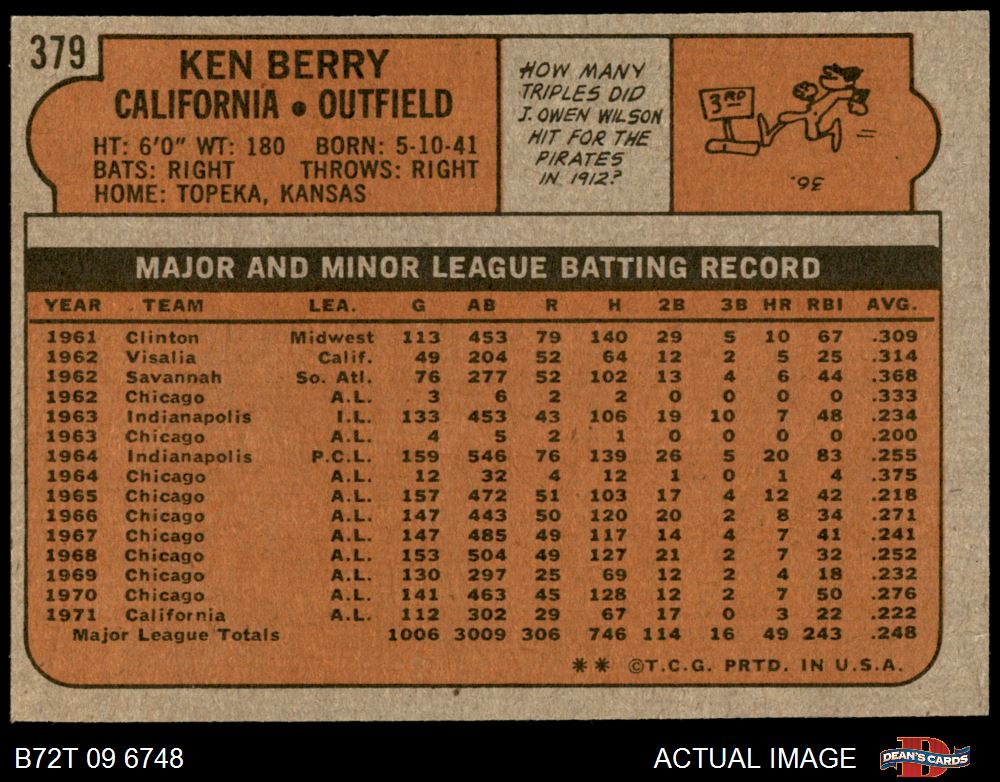 379
KEN BERRY
CALIFORNIA • OUTFIELD
HT: 6'0" WT: 180 BORN: 5-10-41
BATS: RIGHT THROWS: RIGHT
HOME: TOPEKA, KANSAS
HOW MANY
TRIPLES DID
J. OWEN WILSON
HIT FOR THE
PIRATES
IN 1912?
3RD
36.
MAJOR AND MINOR LEAGUE BATTING RECORD
YEAR TEAM LEA. G AB R H 2B 3B HR RBI AVG.
1961 Clinton Midwest 113 453 79 140 29 5 10 67 .309
1962 Visalia Calif. 49 204 52 64 12 2 5 25 .314
1962 Savannah So. Atl. 76 277 52 102 13 4 6 44 .368
1962 Chicago A.L. 3 6 2 2 0 0 0 0 .333
1963 Indianapolis I.L. 133 453 43 106 19 10 7 48 .234
1963 Chicago A.L. 4 5 2 1 0 0 0 0 .200
1964 Indianapolis P.C.L. 159 546 76 139 26 5 20 83 .255
1964 Chicago A.L. 12 32 4 12 1 0 1 4 .375
1965 Chicago A.L. 157 472 51 103 17 4 12 42 .218
1966 Chicago A.L. 147 443 50 120 20 2 8 34 .271
1967 Chicago A.L. 147 485 49 117 14 4 7 41 .241
1968 Chicago A.L. 153 504 49 127 21 2 7 32 .252
1969 Chicago A.L. 130 297 25 69 12 2 4 18 .232
1970 Chicago A.L. 141 463 45 128 12 2 7 50 .276
1971 California A.L. 112 302 29 67 17 0 3 22 .222
Major League Totals 1006 3009 306 746 114 16 49 243 .248
** ©T.C.G. PRTD. IN U.S.A.
B72T 09 6748 ACTUAL IMAGE DEAN'S CARDS